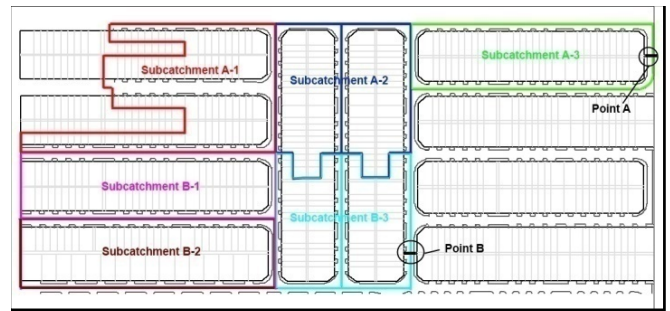 Subcatchment A-3
Subcatchment A-1
Subcatchment A-2
Point A
Subcatchment B-1
Subcatchment B-3
Subcatchment B-2
Point B